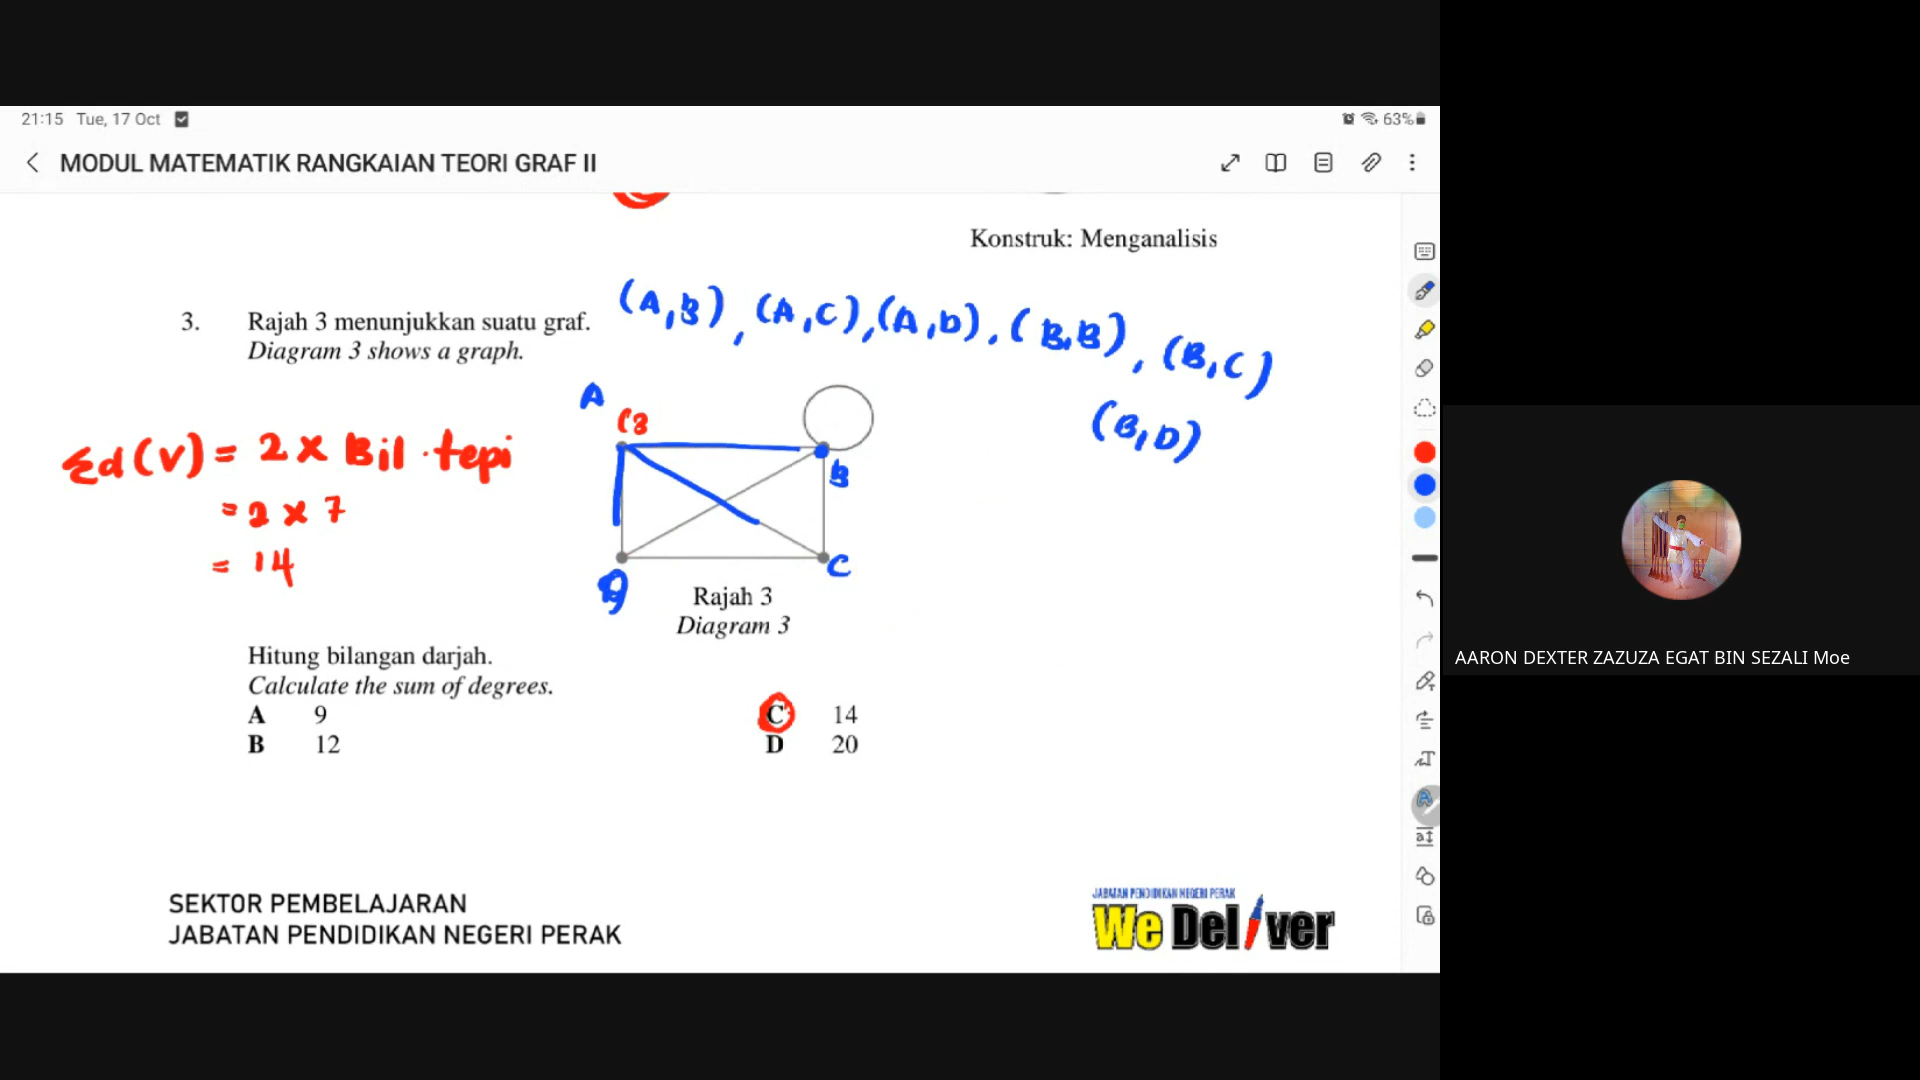 21:15 Tue, 17 Oct
63%
MODUL MATEMATIK RANGKAIAN TEORI GRAF II
Konstruk: Menganalisis
(A,B), (A,C), (A,D), (B,B), (B,C)
(B,D)
3. Rajah 3 menunjukkan suatu graf.
Diagram 3 shows a graph.
A
B
C
Σd(V) = 2 x Bil. tepi
= 2 x 7
= 14
Rajah 3
Diagram 3
Hitung bilangan darjah.
Calculate the sum of degrees.
A 9 C 14
B 12 D 20
SEKTOR PEMBELAJARAN
JABATAN PENDIDIKAN NEGERI PERAK
JABATAN PENDIDIKAN NEGERI PERAK
We Deliver
AARON DEXTER ZAZUZA EGAT BIN SEZALI Moe